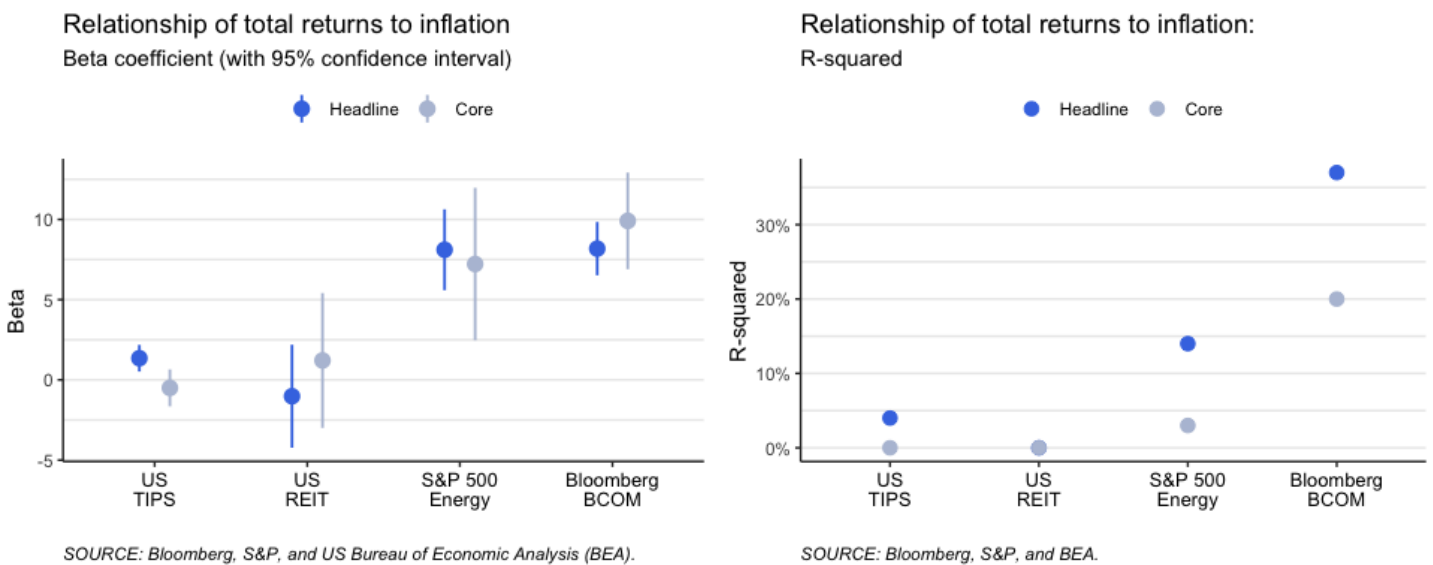 Relationship of total returns to inflation
Beta coefficient (with 95% confidence interval)
Headline Core
Beta
10
5
0
-5
US TIPS
US REIT
S&P 500 Energy
Bloomberg BCOM
SOURCE: Bloomberg, S&P, and US Bureau of Economic Analysis (BEA).
Relationship of total returns to inflation:
R-squared
Headline Core
R-squared
30%
20%
10%
0%
US TIPS
US REIT
S&P 500 Energy
Bloomberg BCOM
SOURCE: Bloomberg, S&P, and BEA.